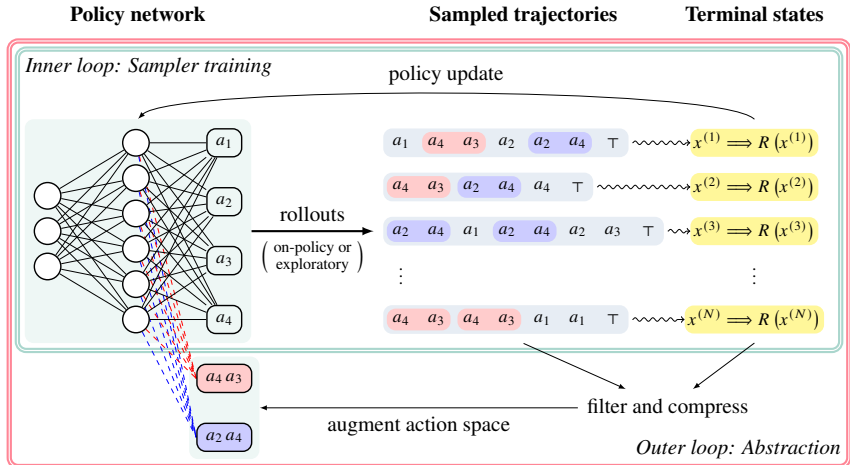 Policy network Sampled trajectories Terminal states
Inner loop: Sampler training
policy update
a₁
a₂
a₃
a₄
rollouts
( on-policy or
exploratory )
a₁ a₄ a₃ a₂ a₂ a₄ ⊤ x⁽¹⁾ ⟹ R (x⁽¹⁾)
a₄ a₃ a₂ a₄ a₄ ⊤ x⁽²⁾ ⟹ R (x⁽²⁾)
a₂ a₄ a₁ a₂ a₄ a₂ a₃ ⊤ x⁽³⁾ ⟹ R (x⁽³⁾)
⋮ ⋮
a₄ a₃ a₄ a₃ a₁ a₁ ⊤ x⁽ᴺ⁾ ⟹ R (x⁽ᴺ⁾)
a₄ a₃
a₂ a₄
filter and compress
augment action space
Outer loop: Abstraction